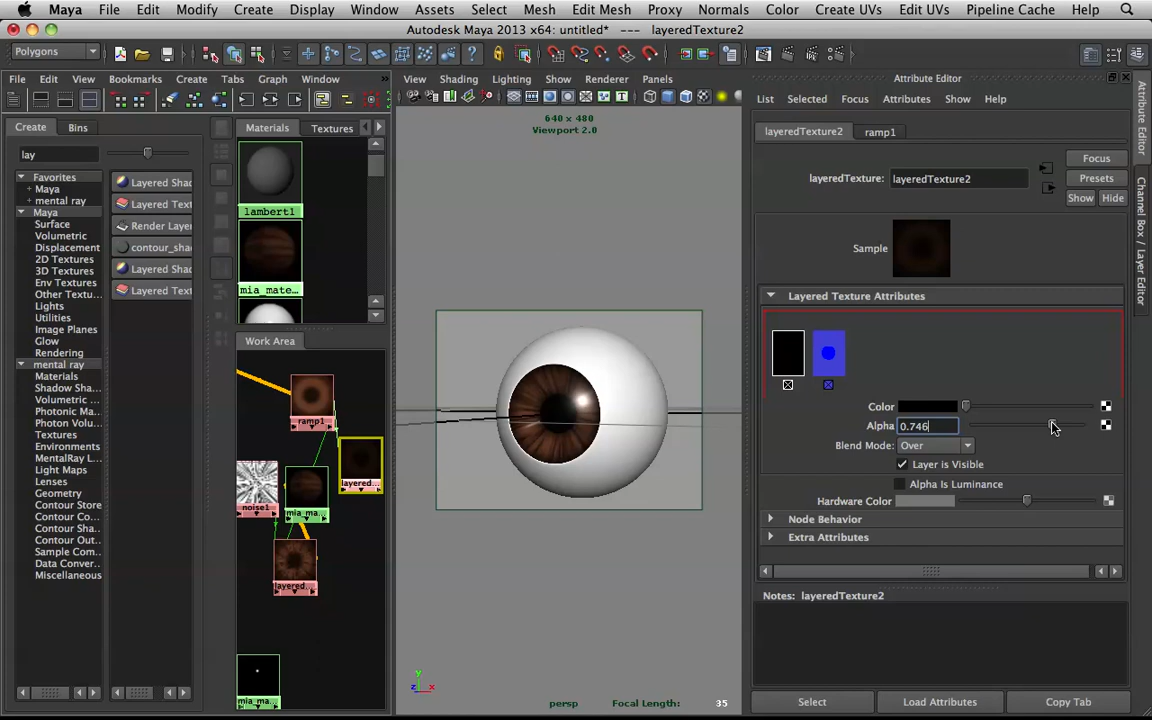 Maya File Edit Modify Create Display Window Assets Select Mesh Edit Mesh Proxy Normals Color Create UVs Edit UVs Pipeline Cache Help
Autodesk Maya 2013 x64: untitled* --- layeredTexture2
Polygons
File Edit View Bookmarks Create Tabs Graph Window
Create Bins
lay
Favorites
+ Maya
+ mental ray
Maya
Surface
Volumetric
Displacement
2D Textures
3D Textures
Env Textures
Other Textu...
Lights
Utilities
Image Planes
Glow
Rendering
mental ray
Materials
Shadow Sha...
Volumetric ...
Photonic Ma...
Textures
Environments
MentalRay L...
Light Maps
Lenses
Geometry
Contour Store
Contour Co...
Contour Sha...
Contour Out...
Sample Com...
Data Conver...
Miscellaneous
Layered Sha
Layered Text
Render Laye
contour_sha
Layered Sha
Layered Text
Materials Textures
lambert1
mia_mate...
Work Area
ramp1
layered...
noise1
mia_ma...
layered...
mia_ma...
View Shading Lighting Show Renderer Panels
640 x 480
Viewport 2.0
y
z x
persp Focal Length: 35
Attribute Editor
List Selected Focus Attributes Show Help
layeredTexture2 ramp1
Focus
layeredTexture: layeredTexture2
Presets
Show Hide
Sample
Layered Texture Attributes
Color
Alpha 0.746
Blend Mode: Over
Layer is Visible
Alpha Is Luminance
Hardware Color
Node Behavior
Extra Attributes
Notes: layeredTexture2
Select Load Attributes Copy Tab
Attribute Editor
Channel Box / Layer Editor